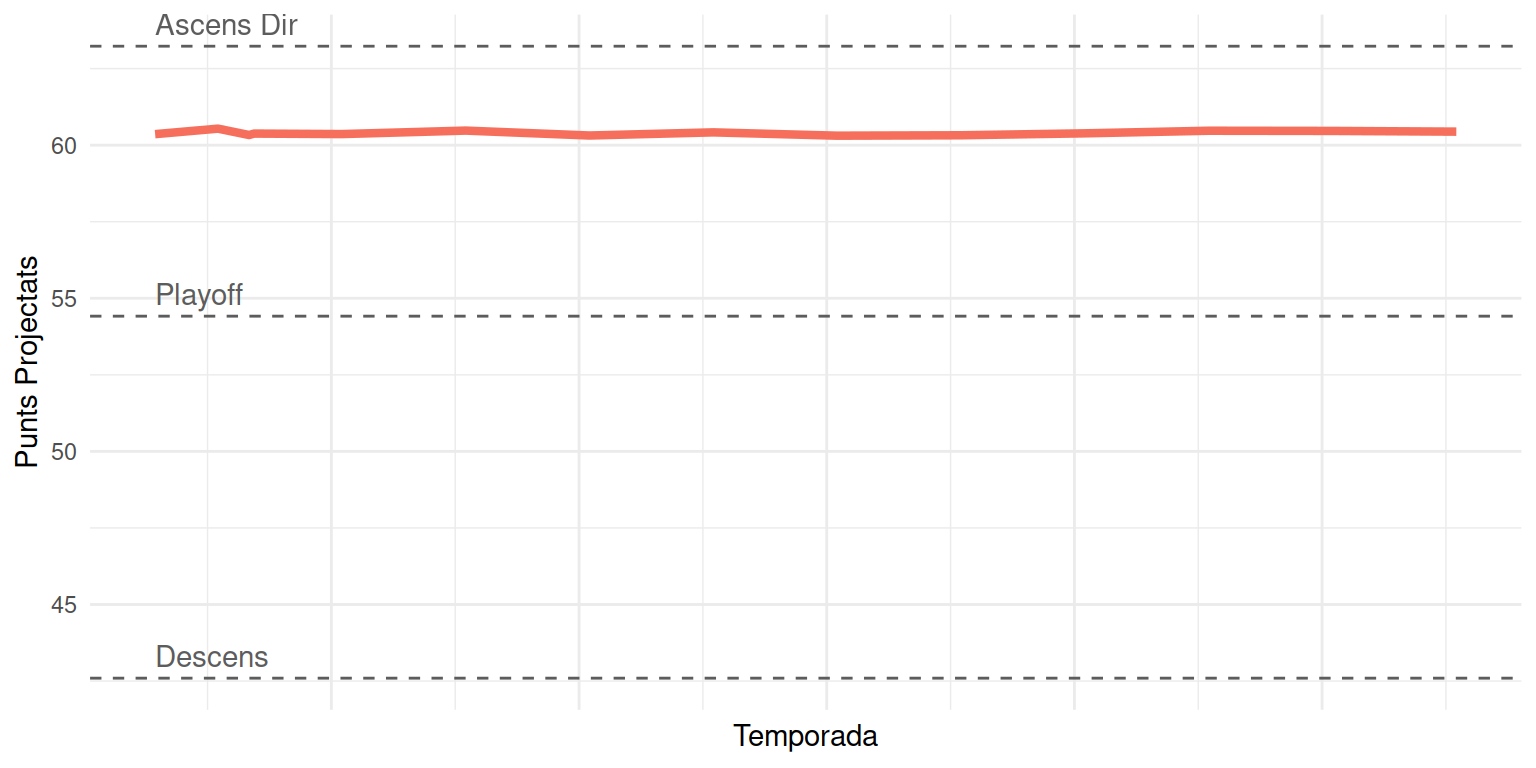 Ascens Dir
60
Playoff
55
50
45
Descens
Punts Projectats
Temporada